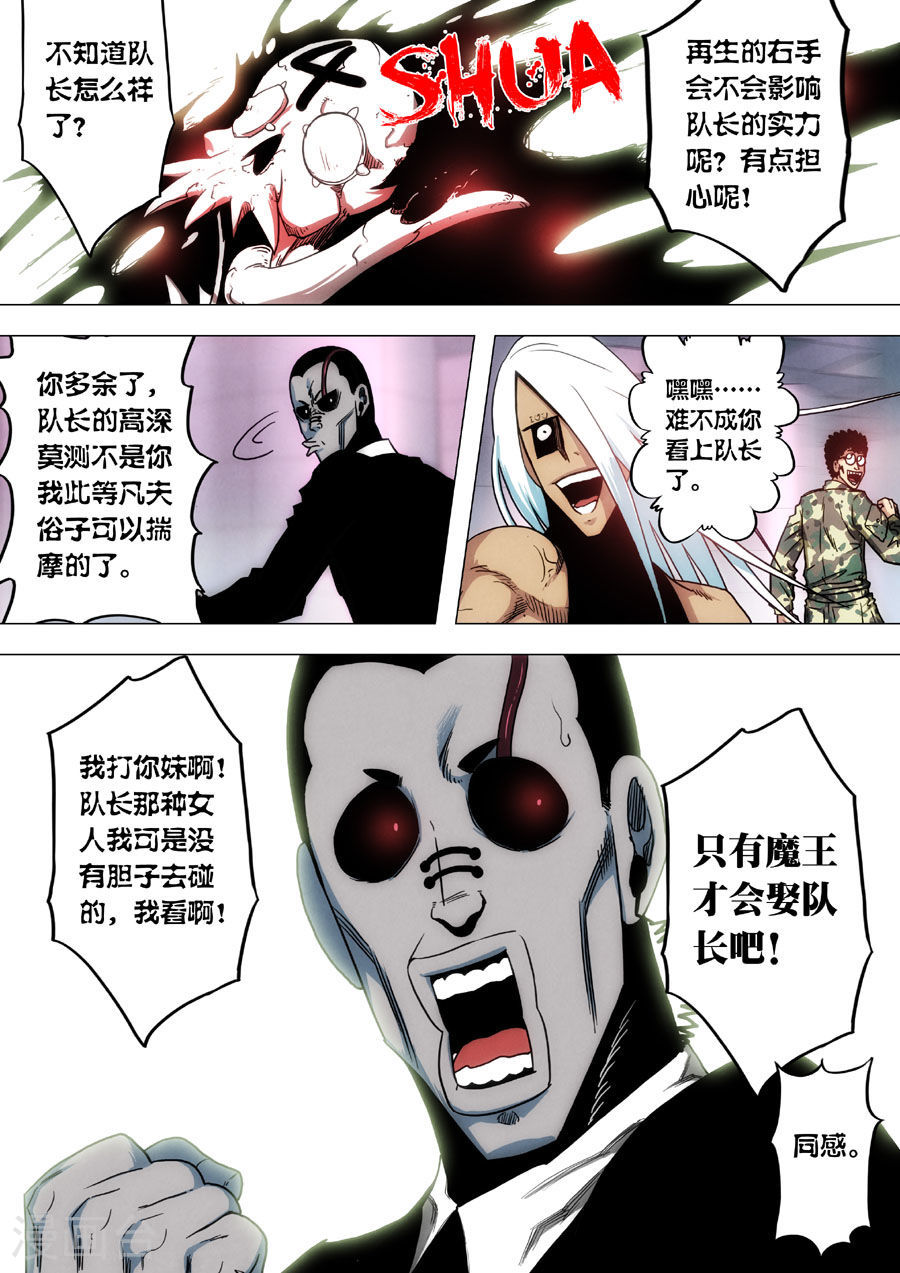 不知道队
长怎么样
了？
4
SHUA
再生的右手
会不会影响
队长的实力
呢？有点担
心呢！
你多余了，
队长的高深
莫测不是你
我此等凡夫
俗子可以揣
摩的了。
嘿嘿……
难不成你
看上队长
了。
我打你妹啊！
队长那种女
人我可是没
有胆子去碰
的，我看啊！
只有魔王
才会娶队
长吧！
同感。
漫画台